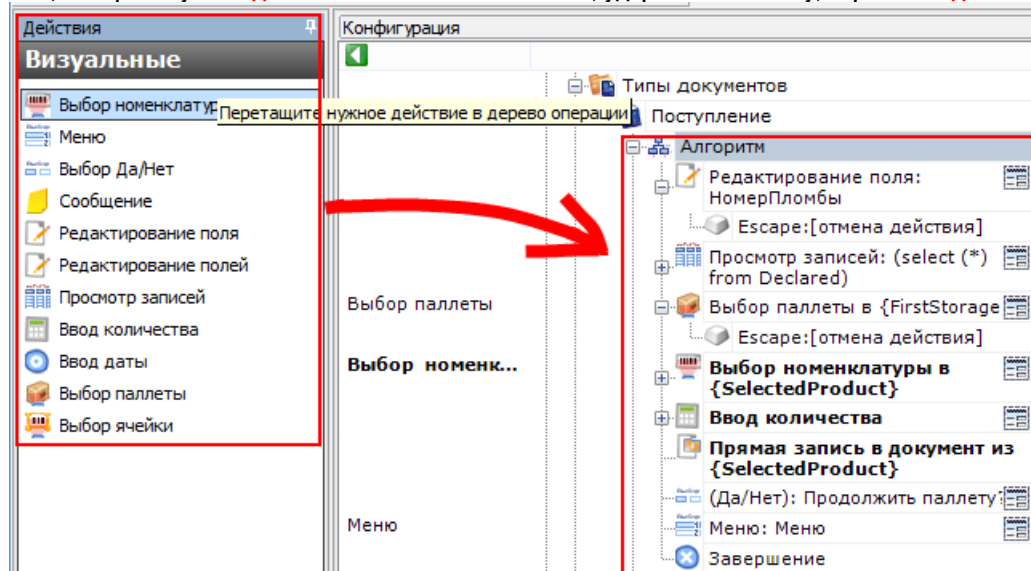 Действия
Визуальные
Выбор номенклатур
Перетащите нужное действие в дерево операции
Меню
Выбор Да/Нет
Сообщение
Редактирование поля
Редактирование полей
Просмотр записей
Ввод количества
Ввод даты
Выбор паллеты
Выбор ячейки
Конфигурация
Типы документов
Поступление
Алгоритм
Редактирование поля:
НомерПломбы
Escape:[отмена действия]
Просмотр записей: (select (*)
from Declared)
Выбор паллеты
Выбор паллеты в {FirstStorage
Escape:[отмена действия]
Выбор номенк...
Выбор номенклатуры в
{SelectedProduct}
Ввод количества
Прямая запись в документ из
{SelectedProduct}
(Да/Нет): Продолжить паллету?
Меню
Меню: Меню
Завершение